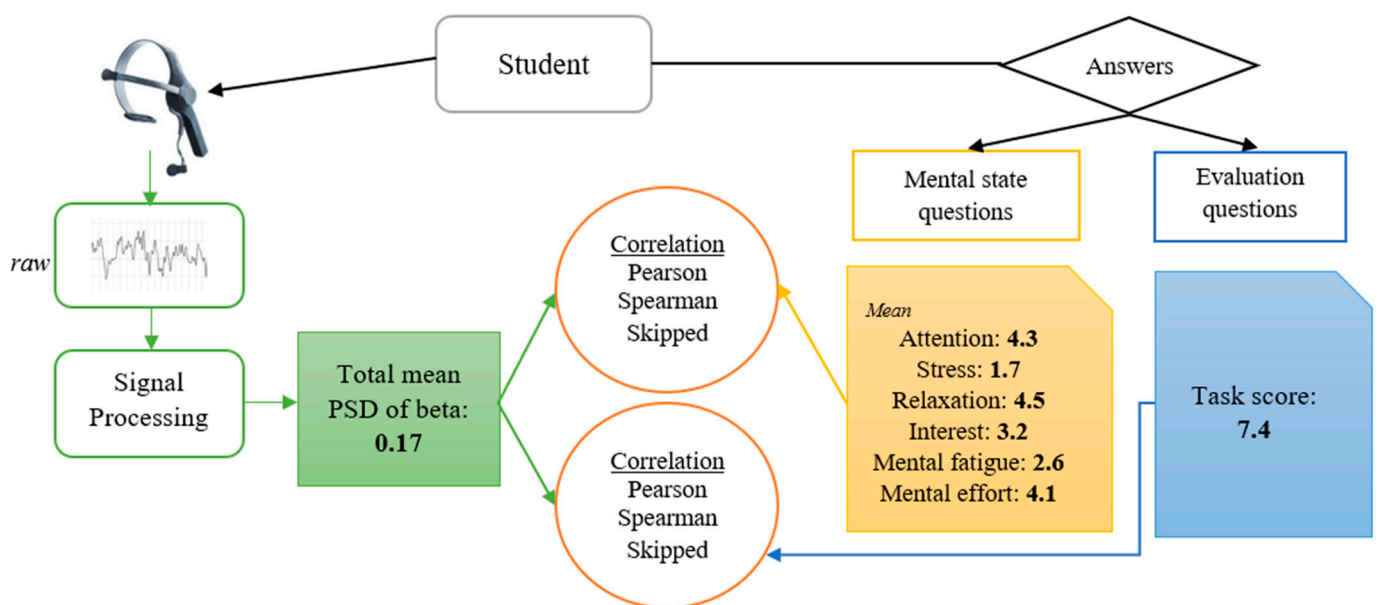 Student
Answers
Mental state
questions
Evaluation
questions
raw
Signal
Processing
Total mean
PSD of beta:
0.17
Correlation
Pearson
Spearman
Skipped
Correlation
Pearson
Spearman
Skipped
Mean
Attention: 4.3
Stress: 1.7
Relaxation: 4.5
Interest: 3.2
Mental fatigue: 2.6
Mental effort: 4.1
Task score:
7.4